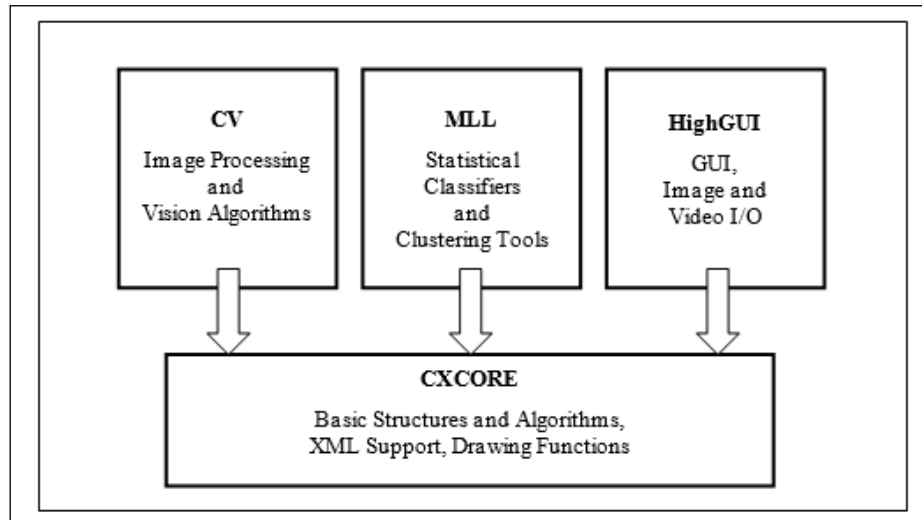 CV
Image Processing
and
Vision Algorithms
MLL
Statistical
Classifiers
and
Clustering Tools
HighGUI
GUI,
Image and
Video I/O
CXCORE
Basic Structures and Algorithms,
XML Support, Drawing Functions